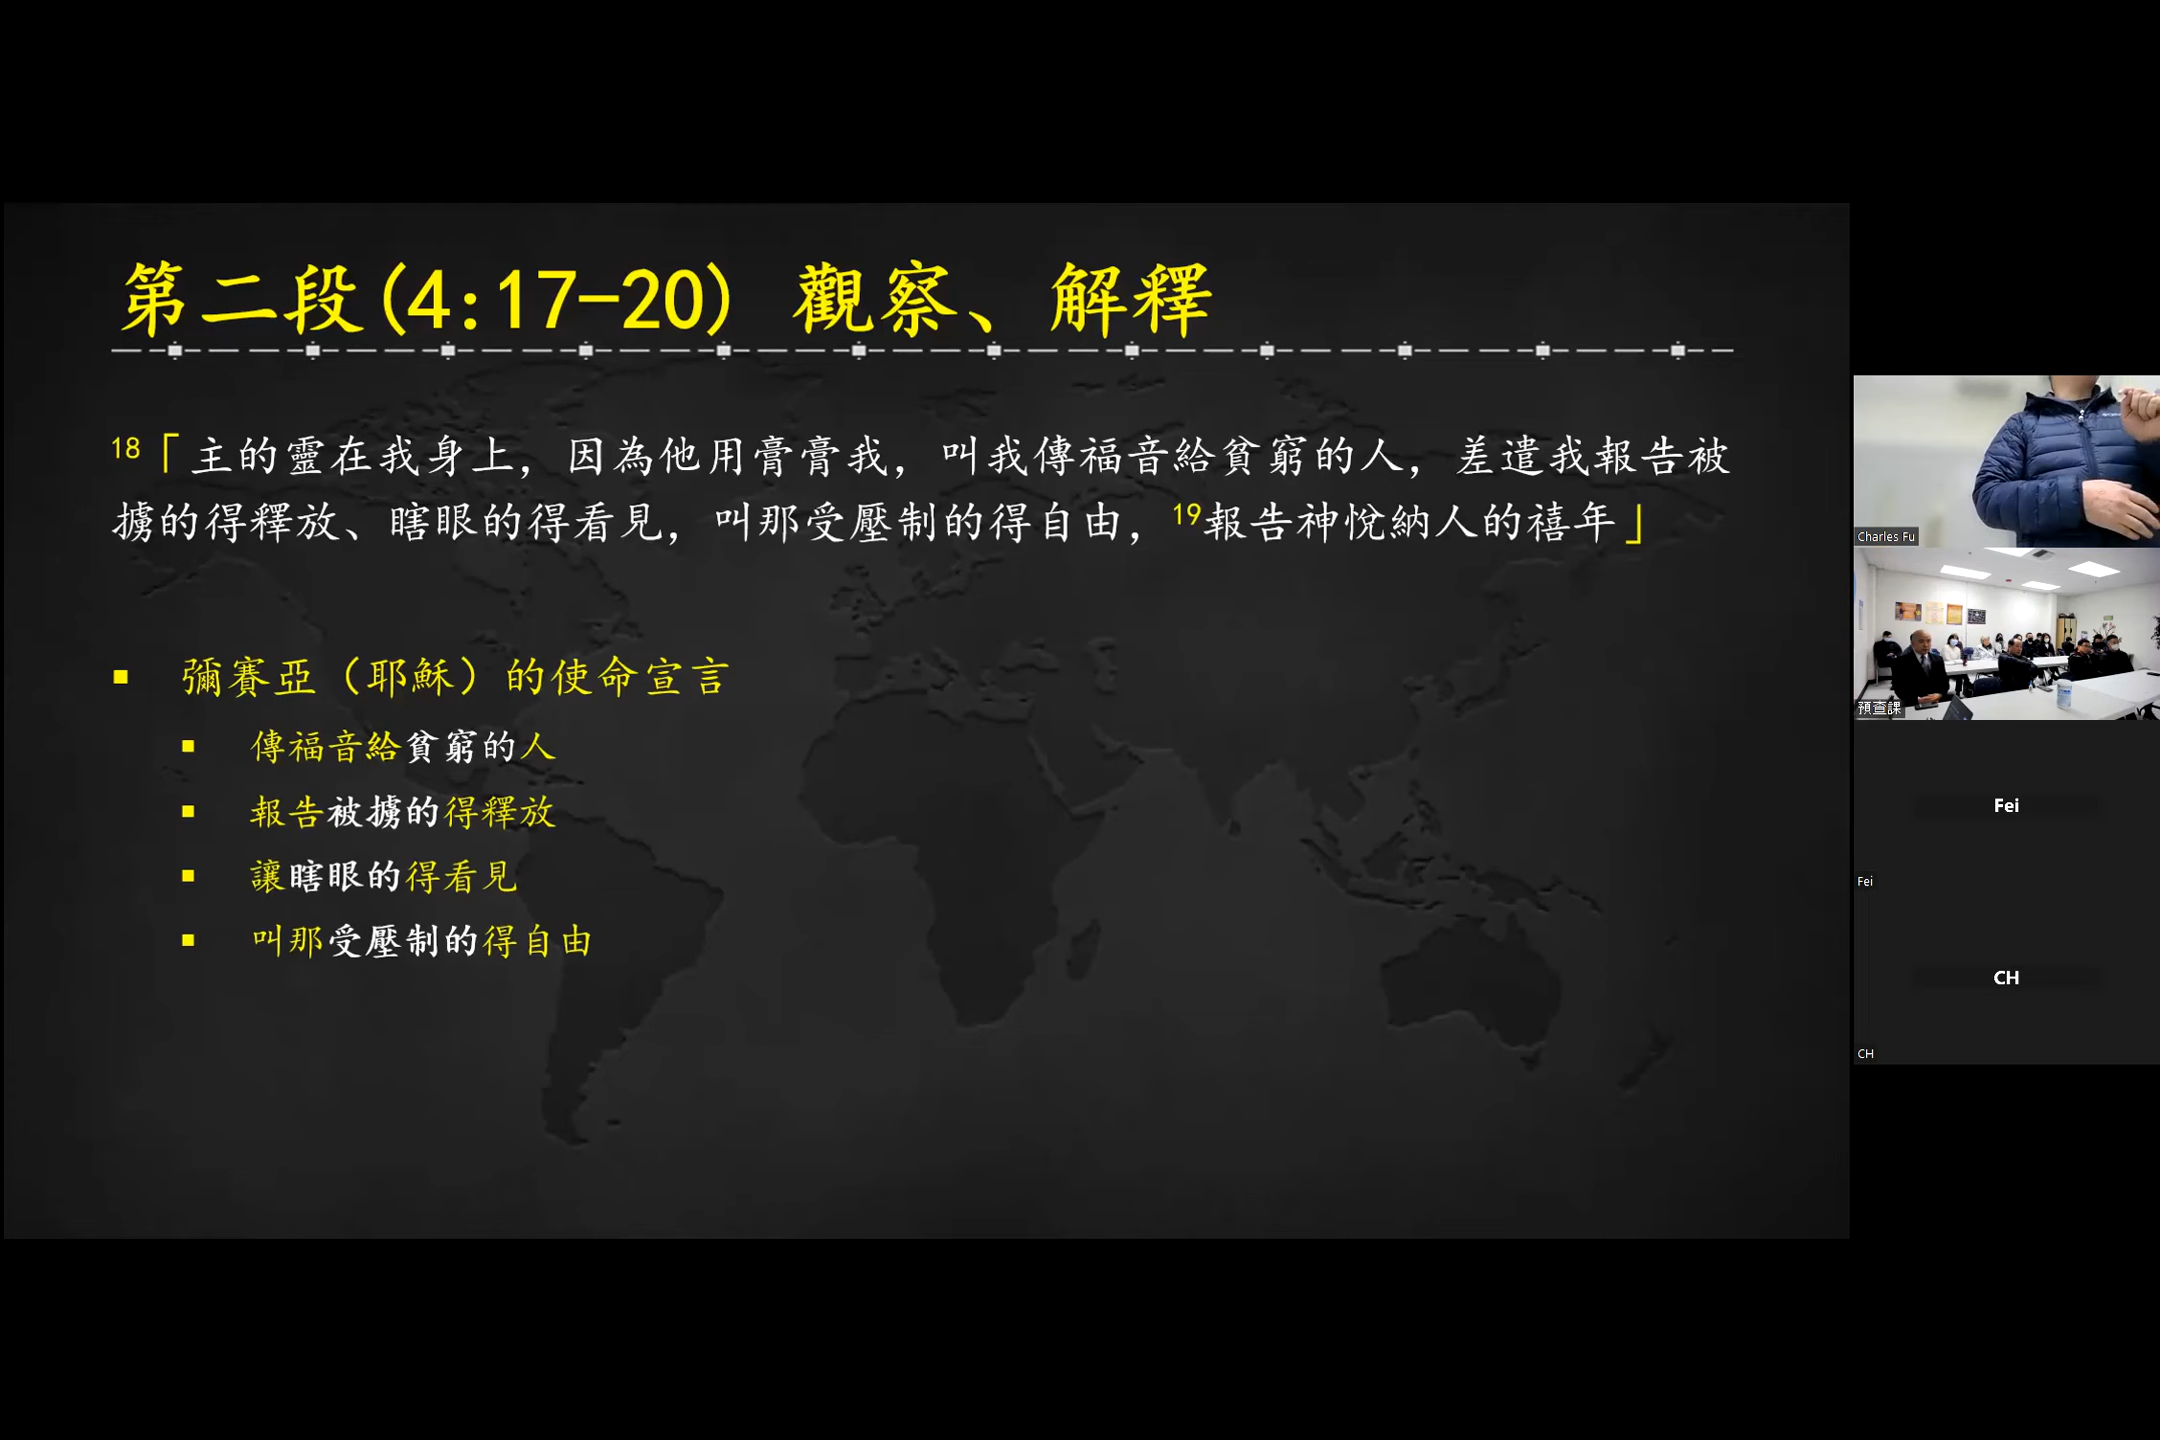 第二段(4:17-20) 觀察、解釋
18「主的靈在我身上，因為他用膏膏我，叫我傳福音給貧窮的人，差遣我報告被
擄的得釋放、瞎眼的得看見，叫那受壓制的得自由，19報告神悅納人的禧年」
▪ 彌賽亞（耶穌）的使命宣言
▪ 傳福音給貧窮的人
▪ 報告被擄的得釋放
▪ 讓瞎眼的得看見
▪ 叫那受壓制的得自由
Charles Fu
預查課
Fei
Fei
CH
CH